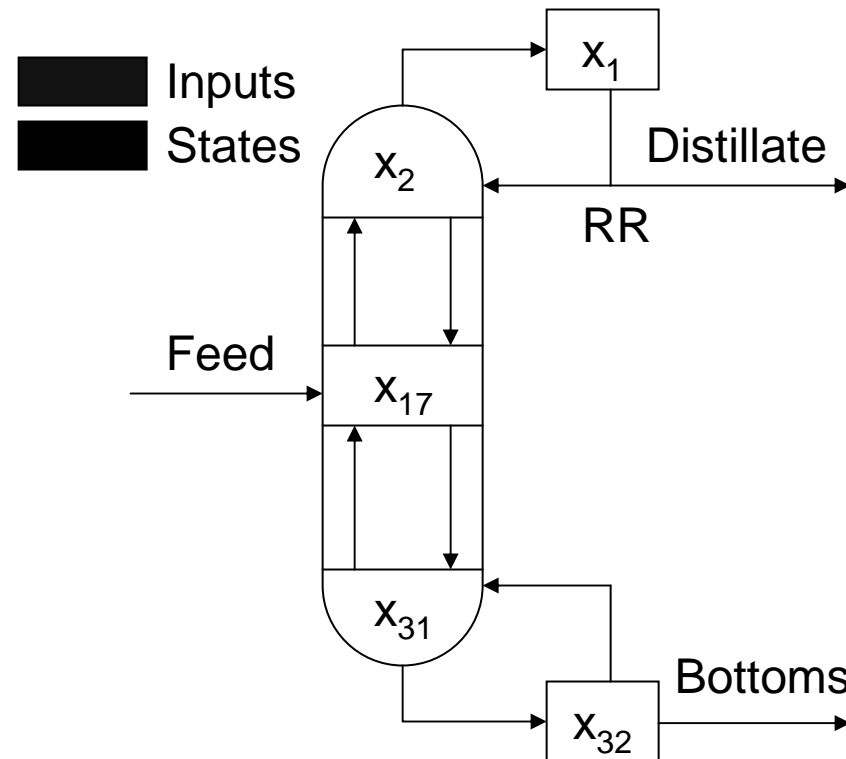 Inputs
States
x₁
Distillate
x₂
RR
Feed
x₁₇
x₃₁
Bottoms
x₃₂